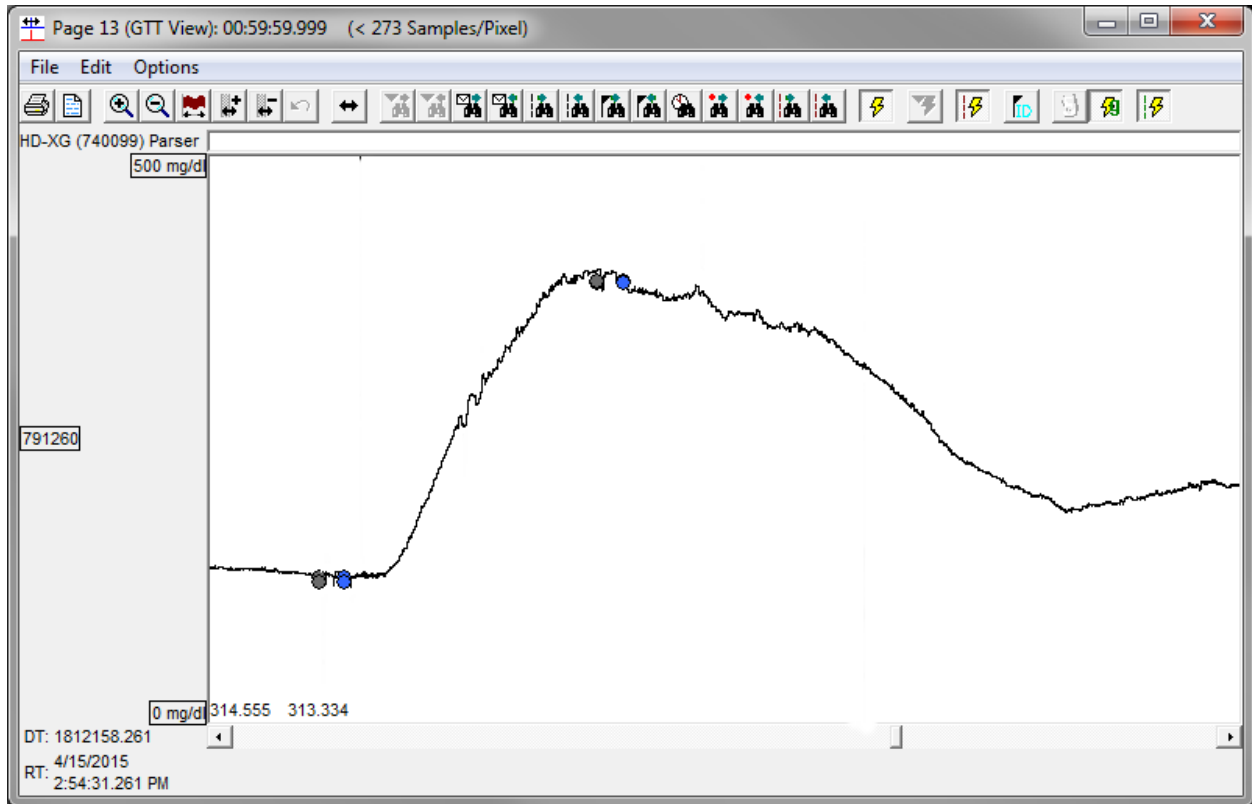 Page 13 (GTT View): 00:59:59.999 (< 273 Samples/Pixel)
File Edit Options
ID
HD-XG (740099) Parser
500 mg/dl
791260
0 mg/dl
314.555 313.334
DT: 1812158.261
RT: 4/15/2015
2:54:31.261 PM